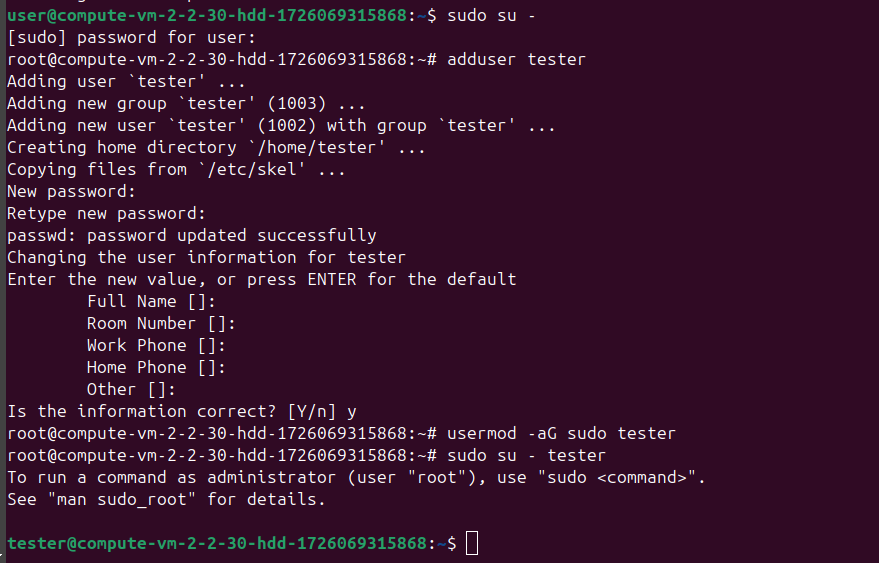 user@compute-vm-2-2-30-hdd-1726069315868:~$ sudo su -
[sudo] password for user:
root@compute-vm-2-2-30-hdd-1726069315868:~# adduser tester
Adding user `tester' ...
Adding new group `tester' (1003) ...
Adding new user `tester' (1002) with group `tester' ...
Creating home directory `/home/tester' ...
Copying files from `/etc/skel' ...
New password:
Retype new password:
passwd: password updated successfully
Changing the user information for tester
Enter the new value, or press ENTER for the default
        Full Name []:
        Room Number []:
        Work Phone []:
        Home Phone []:
        Other []:
Is the information correct? [Y/n] y
root@compute-vm-2-2-30-hdd-1726069315868:~# usermod -aG sudo tester
root@compute-vm-2-2-30-hdd-1726069315868:~# sudo su - tester
To run a command as administrator (user "root"), use "sudo <command>".
See "man sudo_root" for details.

tester@compute-vm-2-2-30-hdd-1726069315868:~$